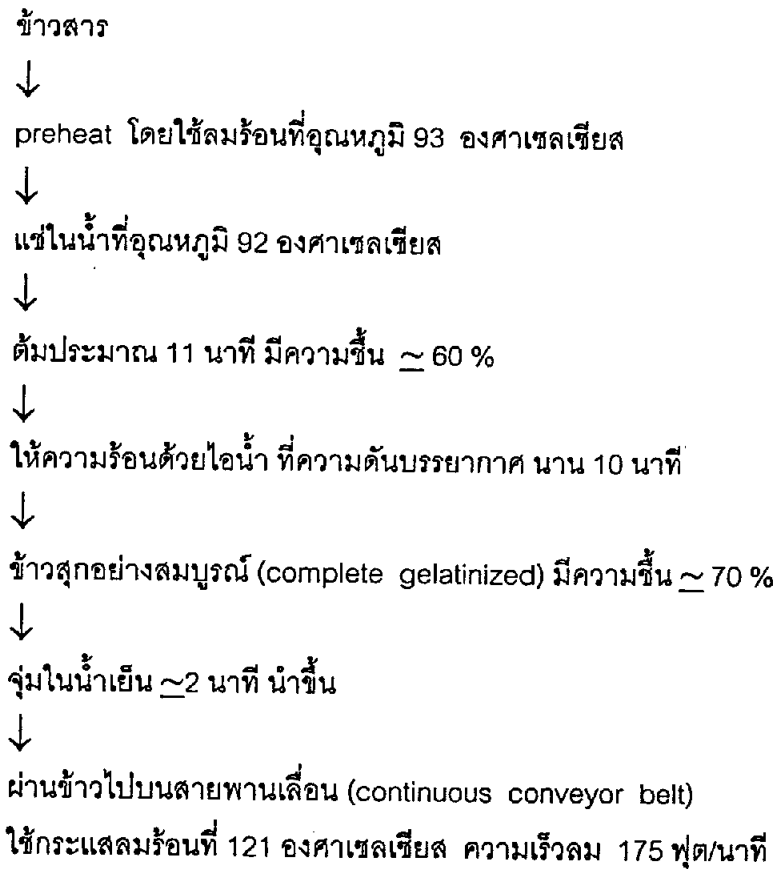 ข้าวสาร
↓
preheat โดยใช้ลมร้อนที่อุณหภูมิ 93 องศาเซลเซียส
↓
แช่ในน้ำที่อุณหภูมิ 92 องศาเซลเซียส
↓
ต้มประมาณ 11 นาที มีความชื้น ≃ 60 %
↓
ให้ความร้อนด้วยไอน้ำ ที่ความดันบรรยากาศ นาน 10 นาที
↓
ข้าวสุกอย่างสมบูรณ์ (complete gelatinized) มีความชื้น ≃ 70 %
↓
จุ่มในน้ำเย็น ≃2 นาที นำขึ้น
↓
ผ่านข้าวไปบนสายพานเลื่อน (continuous conveyor belt)
ใช้กระแสลมร้อนที่ 121 องศาเซลเซียส ความเร็วลม 175 ฟุต/นาที